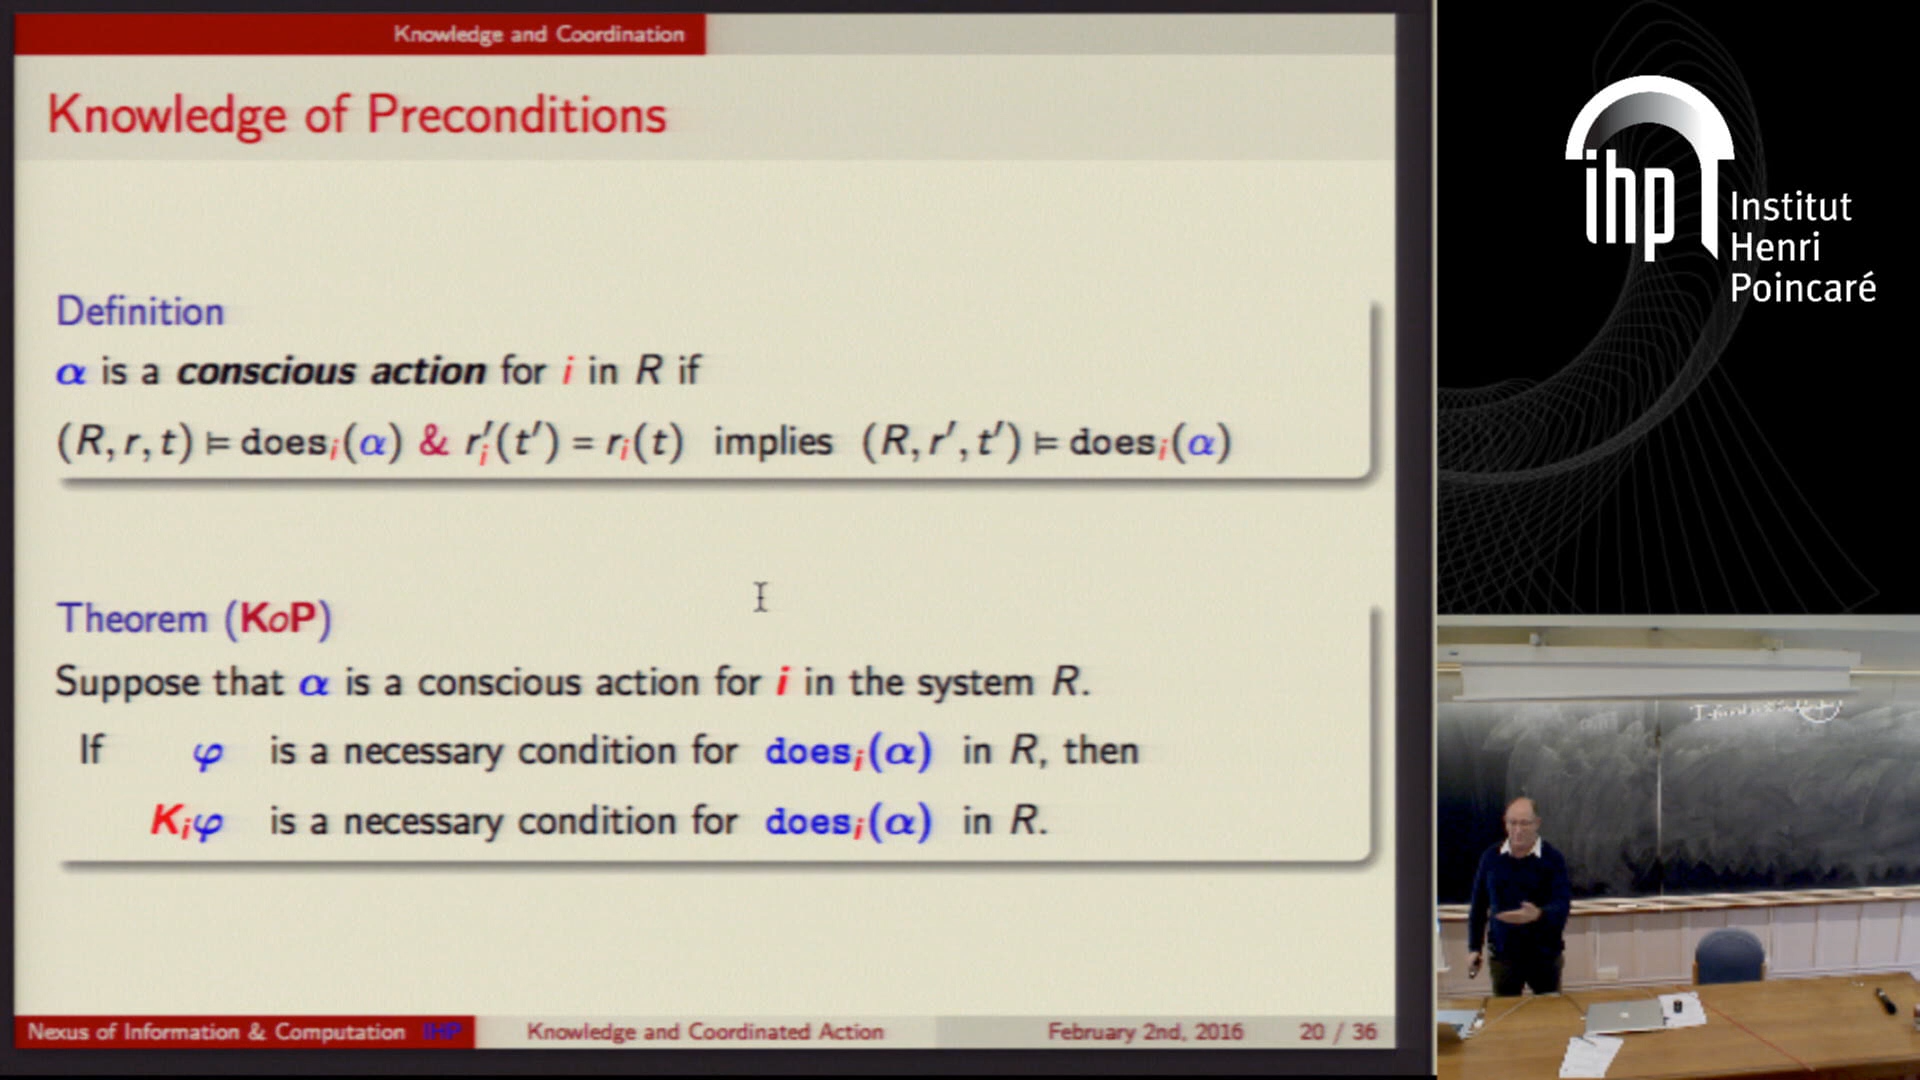 Knowledge and Coordination
Knowledge of Preconditions
Definition
α is a conscious action for i in R if
(R, r, t) ⊨ does_i(α) & r′_i(t′) = r_i(t) implies (R, r′, t′) ⊨ does_i(α)
Theorem (KoP)
Suppose that α is a conscious action for i in the system R.
If φ is a necessary condition for does_i(α) in R, then
K_iφ is a necessary condition for does_i(α) in R.
Nexus of Information & Computation IHP Knowledge and Coordinated Action February 2nd, 2016 20 / 36
ihp
Institut
Henri
Poincaré